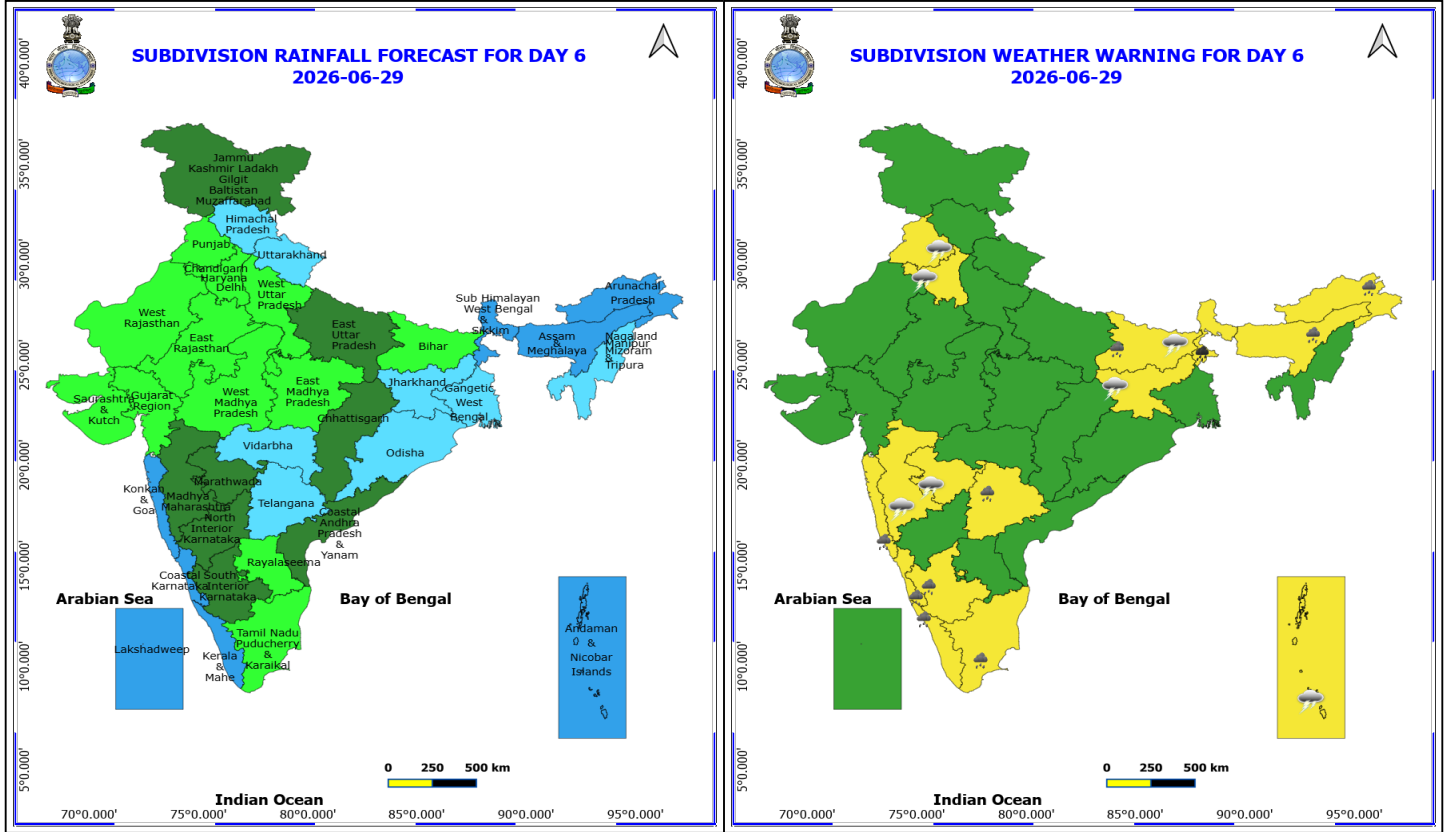 SUBDIVISION RAINFALL FORECAST FOR DAY 6
2026-06-29
40°0.000'
35°0.000'
30°0.000'
25°0.000'
20°0.000'
15°0.000'
10°0.000'
5°0.000'
Jammu
Kashmir Ladakh
Gilgit
Baltistan
Muzaffarabad
Himachal
Pradesh
Punjab
Uttarakhand
Chandigarh
Haryana
Delhi
West
Uttar
Pradesh
West
Rajasthan
East
Rajasthan
East
Uttar
Pradesh
Bihar
Sub Himalayan
West Bengal
&
Sikkim
Arunachal
Pradesh
Assam
&
Meghalaya
Nagaland
Manipur
Mizoram
&
Tripura
Saurashtra
&
Kutch
Gujarat
Region
West
Madhya
Pradesh
East
Madhya
Pradesh
Jharkhand
Gangetic
West
Bengal
Chhattisgarh
Vidarbha
Odisha
Konkan
&
Goa
Marathwada
Madhya
Maharashtra
North
Interior
Karnataka
Telangana
Coastal
Andhra
Pradesh
&
Yanam
Rayalaseema
Coastal
Karnataka
South
Interior
Karnataka
Arabian Sea
Bay of Bengal
Lakshadweep
Kerala
&
Mahe
Tamil Nadu
Puducherry
&
Karaikal
Andaman
&
Nicobar
Islands
0 250 500 km
Indian Ocean
70°0.000' 75°0.000' 80°0.000' 85°0.000' 90°0.000' 95°0.000'
SUBDIVISION WEATHER WARNING FOR DAY 6
2026-06-29
40°0.000'
35°0.000'
30°0.000'
25°0.000'
20°0.000'
15°0.000'
10°0.000'
5°0.000'
Arabian Sea
Bay of Bengal
0 250 500 km
Indian Ocean
70°0.000' 75°0.000' 80°0.000' 85°0.000' 90°0.000' 95°0.000'